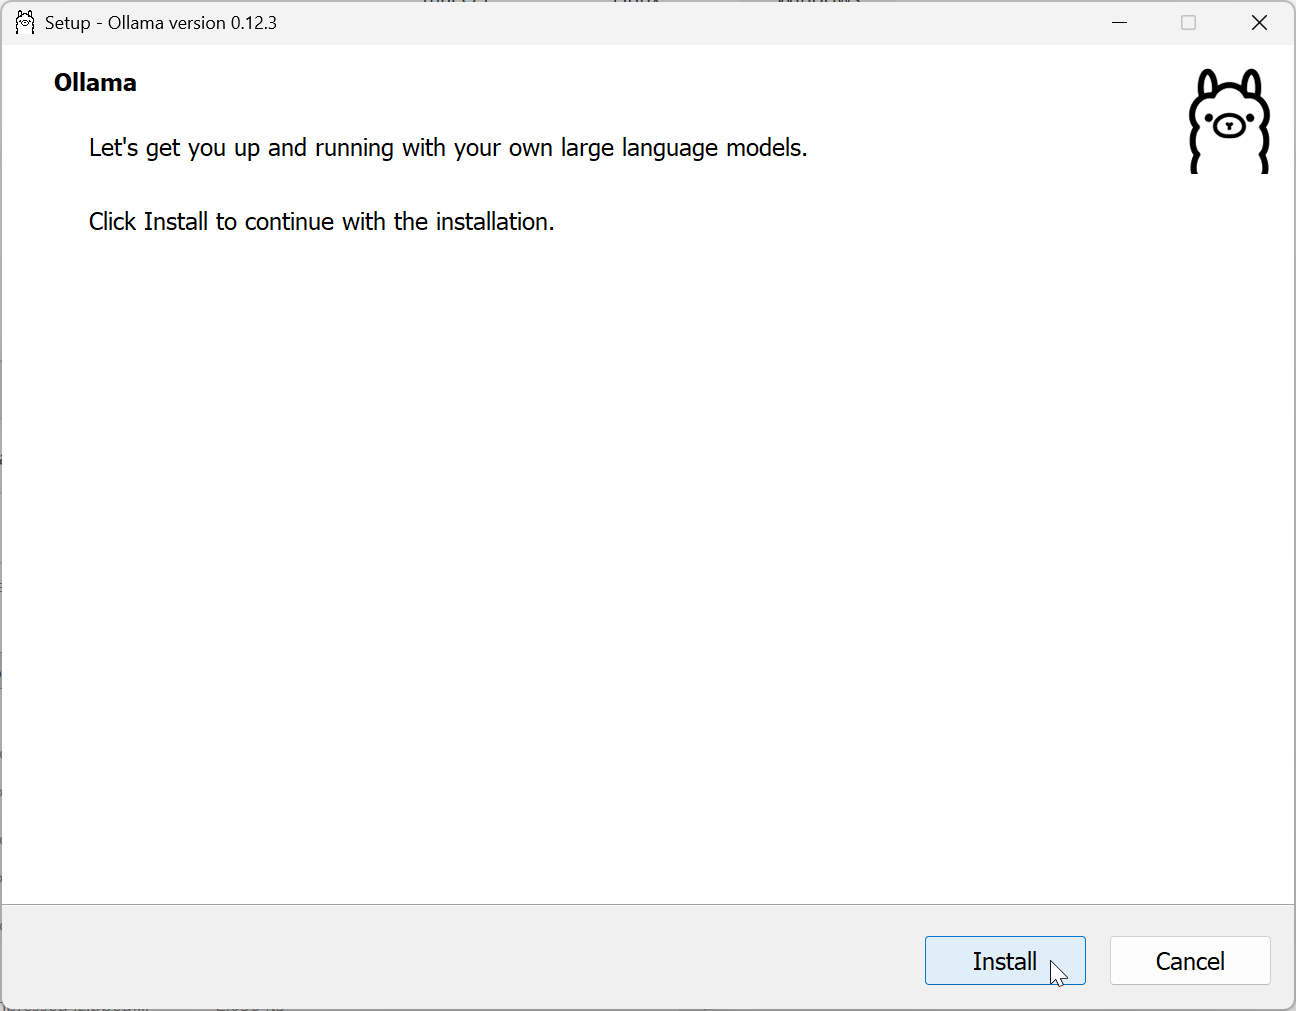 Setup - Ollama version 0.12.3
Ollama
Let's get you up and running with your own large language models.
Click Install to continue with the installation.
Install
Cancel